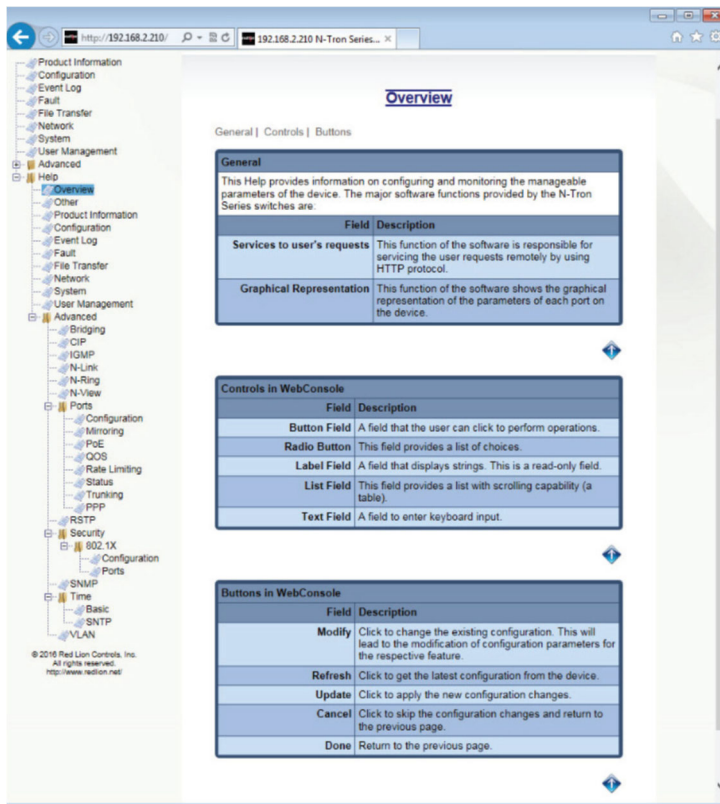 http://192.168.2.210/
192.168.2.210 N-Tron Series...
Product Information
Configuration
Event Log
Fault
File Transfer
Network
System
User Management
Advanced
Help
Overview
Other
Product Information
Configuration
Event Log
Fault
File Transfer
Network
System
User Management
Advanced
Bridging
CIP
IGMP
N-Link
N-Ring
N-View
Ports
Configuration
Mirroring
PoE
QOS
Rate Limiting
Status
Trunking
PPP
RSTP
Security
802.1X
Configuration
Ports
SNMP
Time
Basic
SNTP
VLAN
© 2016 Red Lion Controls, Inc.
All rights reserved.
http://www.redlion.net/
Overview
General | Controls | Buttons
General
This Help provides information on configuring and monitoring the manageable
parameters of the device. The major software functions provided by the N-Tron
Series switches are:
Field Description
Services to user's requests This function of the software is responsible for
servicing the user requests remotely by using
HTTP protocol.
Graphical Representation This function of the software shows the graphical
representation of the parameters of each port on
the device.
Controls in WebConsole
Field Description
Button Field A field that the user can click to perform operations.
Radio Button This field provides a list of choices.
Label Field A field that displays strings. This is a read-only field.
List Field This field provides a list with scrolling capability (a
table).
Text Field A field to enter keyboard input.
Buttons in WebConsole
Field Description
Modify Click to change the existing configuration. This will
lead to the modification of configuration parameters for
the respective feature.
Refresh Click to get the latest configuration from the device.
Update Click to apply the new configuration changes.
Cancel Click to skip the configuration changes and return to
the previous page.
Done Return to the previous page.